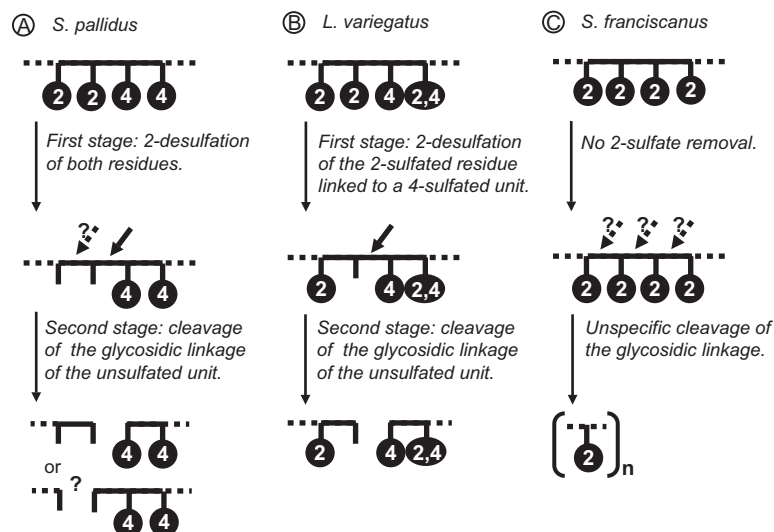 A S. pallidus
2 2 4 4
First stage: 2-desulfation
of both residues.
?
4 4
Second stage: cleavage
of the glycosidic linkage
of the unsulfated unit.
4 4
or
?
4 4
B L. variegatus
2 2 4 2,4
First stage: 2-desulfation
of the 2-sulfated residue
linked to a 4-sulfated unit.
2 4 2,4
Second stage: cleavage
of the glycosidic linkage
of the unsulfated unit.
2 4 2,4
C S. franciscanus
2 2 2 2
No 2-sulfate removal.
? ? ?
2 2 2 2
Unspecific cleavage of
the glycosidic linkage.
2 n